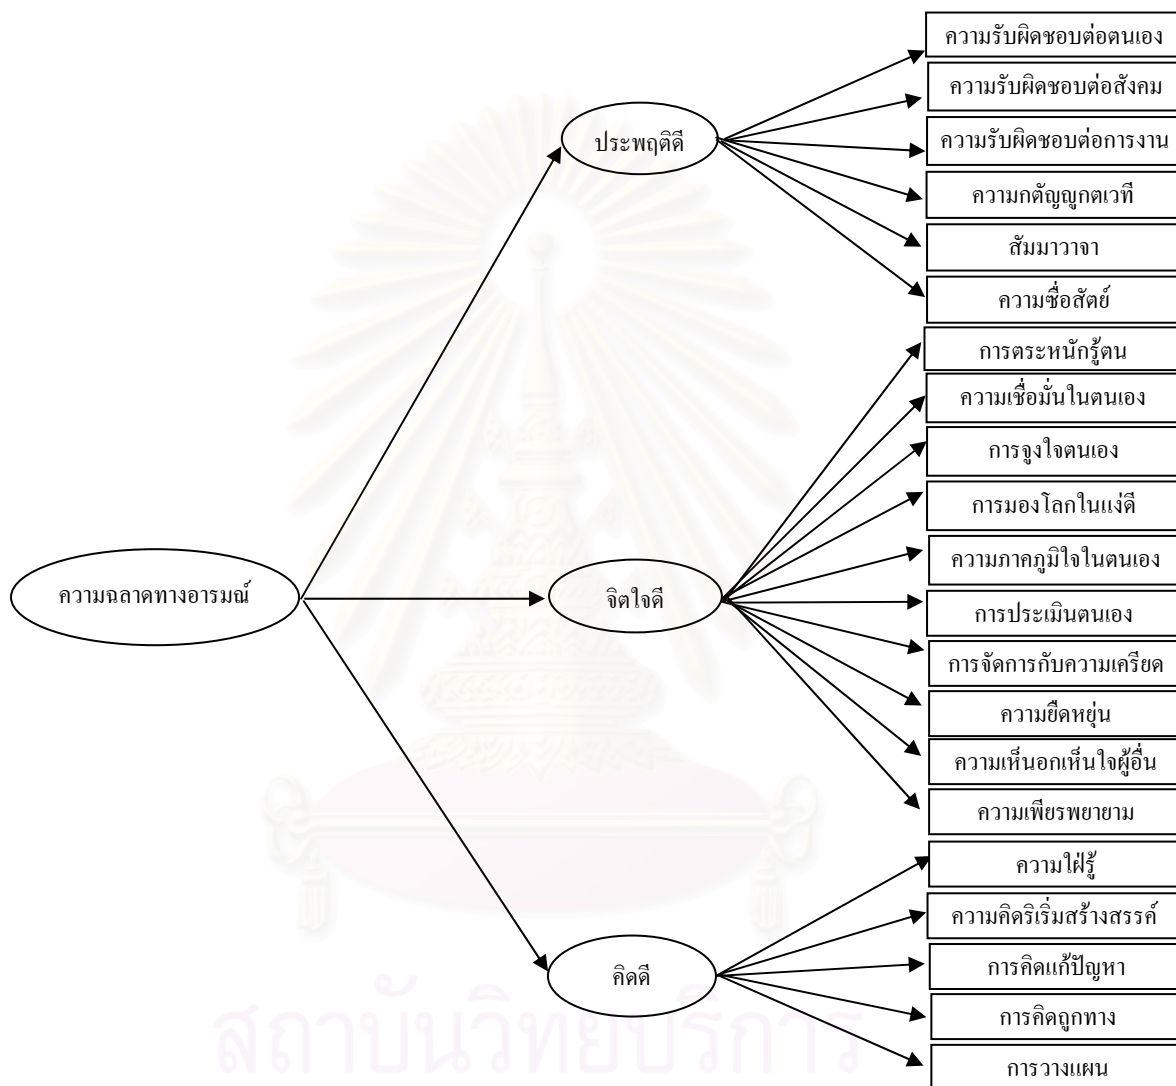 ความรับผิดชอบต่อตนเอง
ความรับผิดชอบต่อสังคม
ประพฤติดี
ความรับผิดชอบต่อการงาน
ความกตัญญูกตเวที
สัมมาวาจา
ความซื่อสัตย์
การตระหนักรู้ตน
ความเชื่อมั่นในตนเอง
การจูงใจตนเอง
การมองโลกในแง่ดี
ความภาคภูมิใจในตนเอง
ความฉลาดทางอารมณ์
จิตใจดี
การประเมินตนเอง
การจัดการกับความเครียด
ความยืดหยุ่น
ความเห็นอกเห็นใจผู้อื่น
ความเพียรพยายาม
ความใฝ่รู้
ความคิดริเริ่มสร้างสรรค์
คิดดี
การคิดแก้ปัญหา
การคิดถูกทาง
สถาบันวิทยบริการ
การวางแผน